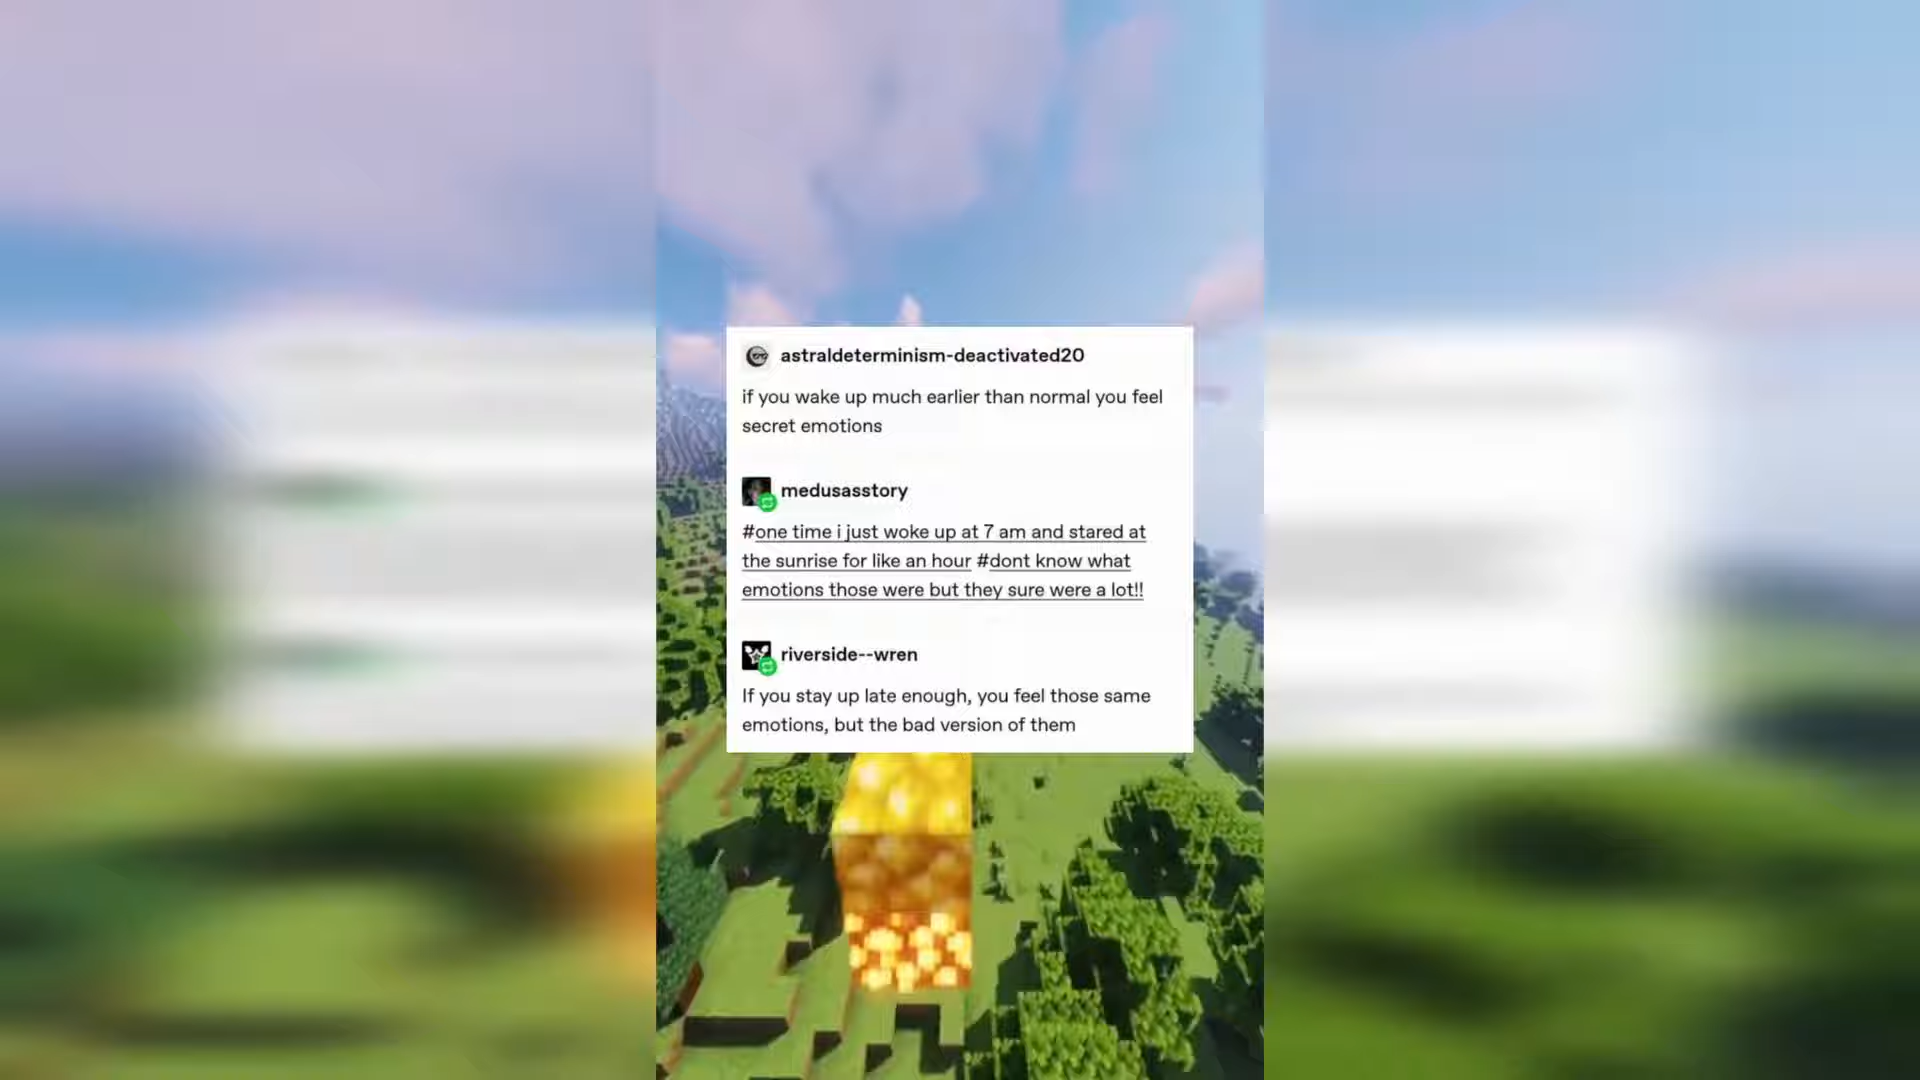 astraldeterminism-deactivated20
if you wake up much earlier than normal you feel
secret emotions
medusasstory
#one time i just woke up at 7 am and stared at
the sunrise for like an hour #dont know what
emotions those were but they sure were a lot!!
riverside--wren
If you stay up late enough, you feel those same
emotions, but the bad version of them